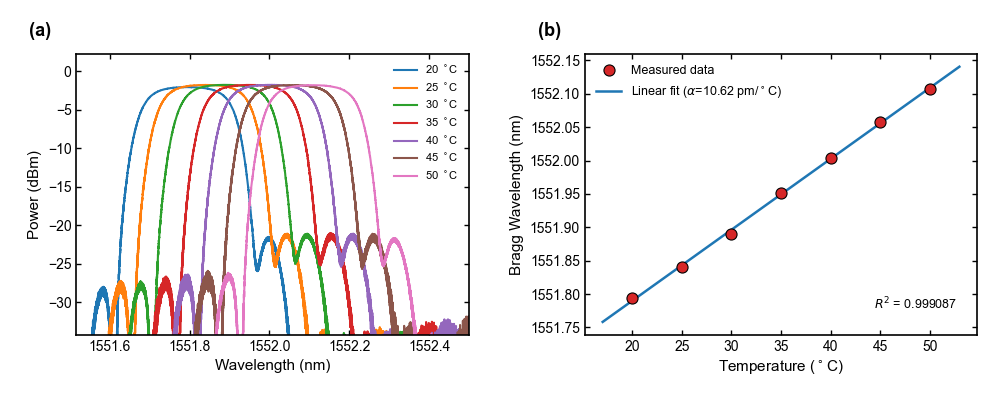 (a)
0
−5
−10
−15
−20
−25
−30
Power (dBm)
1551.6
1551.8
1552.0
1552.2
1552.4
Wavelength (nm)
20 °C
25 °C
30 °C
35 °C
40 °C
45 °C
50 °C
(b)
1552.15
1552.10
1552.05
1552.00
1551.95
1551.90
1551.85
1551.80
1551.75
Bragg Wavelength (nm)
Measured data
Linear fit (α=10.62 pm/°C)
R² = 0.999087
20
25
30
35
40
45
50
Temperature (°C)